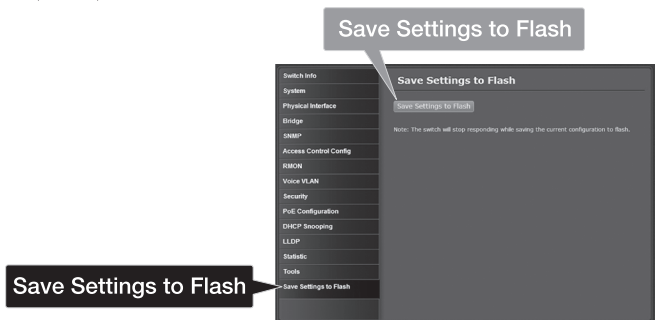 Save Settings to Flash
Switch Info
System
Physical Interface
Bridge
SNMP
Access Control Config
RMON
Voice VLAN
Security
PoE Configuration
DHCP Snooping
LLDP
Statistic
Tools
Save Settings to Flash
Save Settings to Flash
Save Settings to Flash
Save Settings to Flash
Note: The switch will stop responding while saving the current configuration to flash.